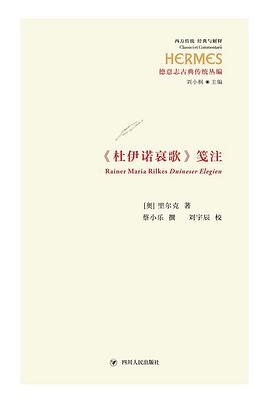 西方传统 经典与解释
Classici et Commentarii
HERMES
德意志古典传统丛编
刘小枫◉主编
《杜伊诺哀歌》笺注
Rainer Maria Rilkes Duineser Elegien
[奥] 里尔克 著
蔡小乐 撰 刘宇辰 校
四川人民出版社